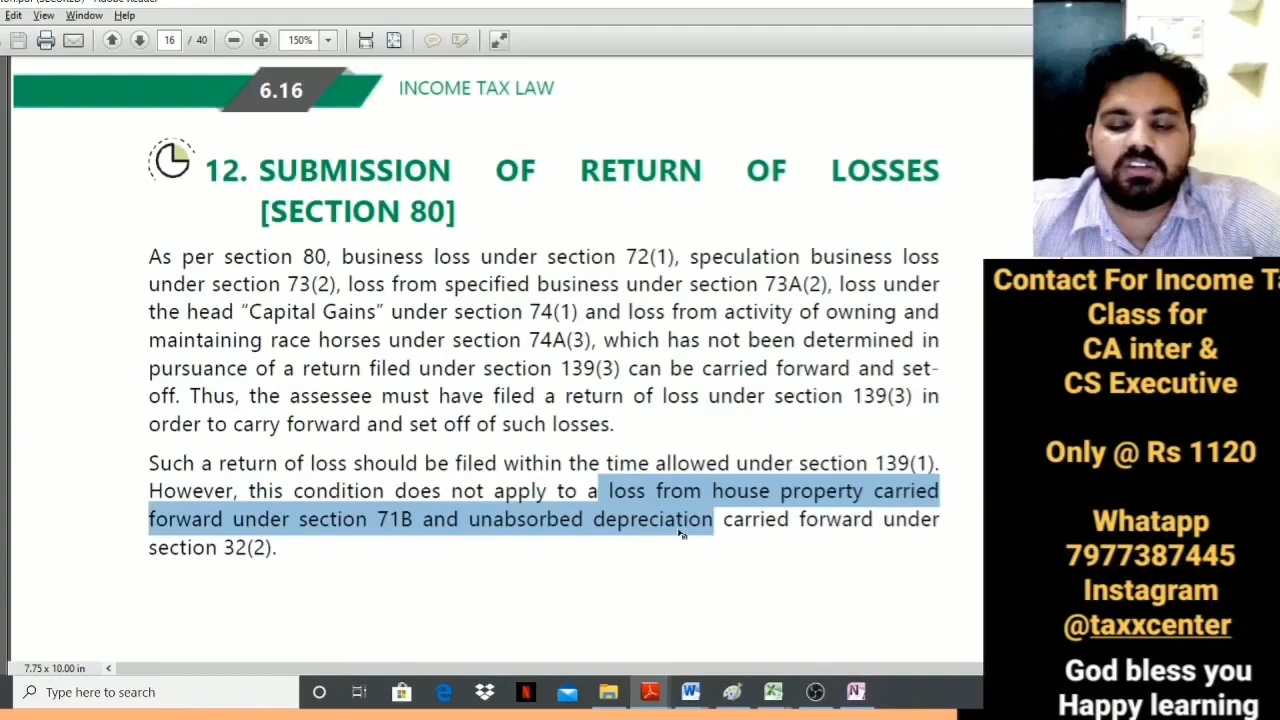 Edit View Window Help
16 / 40 150%
6.16 INCOME TAX LAW
12. SUBMISSION OF RETURN OF LOSSES
[SECTION 80]
As per section 80, business loss under section 72(1), speculation business loss
under section 73(2), loss from specified business under section 73A(2), loss under
the head “Capital Gains” under section 74(1) and loss from activity of owning and
maintaining race horses under section 74A(3), which has not been determined in
pursuance of a return filed under section 139(3) can be carried forward and set-
off. Thus, the assessee must have filed a return of loss under section 139(3) in
order to carry forward and set off of such losses.
Such a return of loss should be filed within the time allowed under section 139(1).
However, this condition does not apply to a loss from house property carried
forward under section 71B and unabsorbed depreciation carried forward under
section 32(2).
7.75 x 10.00 in
Type here to search
Contact For Income Ta
Class for
CA inter &
CS Executive
Only @ Rs 1120
Whatapp
7977387445
Instagram
@taxxcenter
God bless you
Happy learning